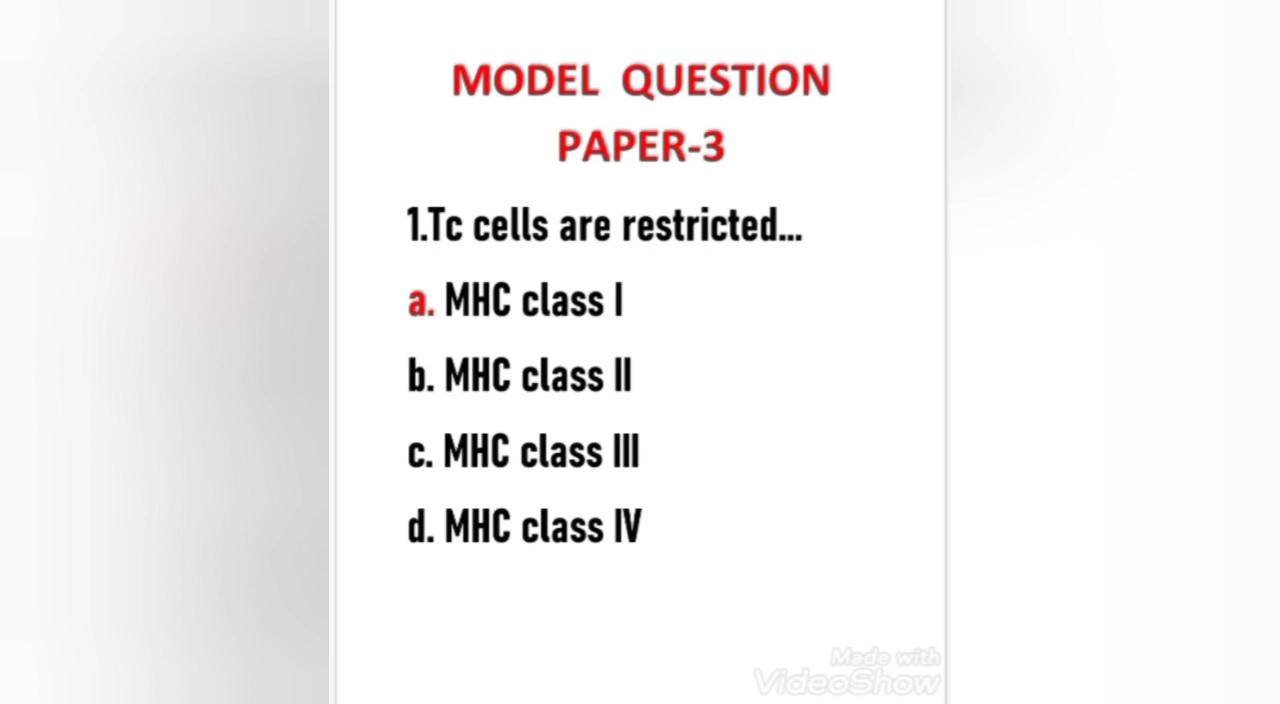 MODEL QUESTION
PAPER-3
1.Tc cells are restricted...
a. MHC class I
b. MHC class II
c. MHC class III
d. MHC class IV
Made with
VideoShow